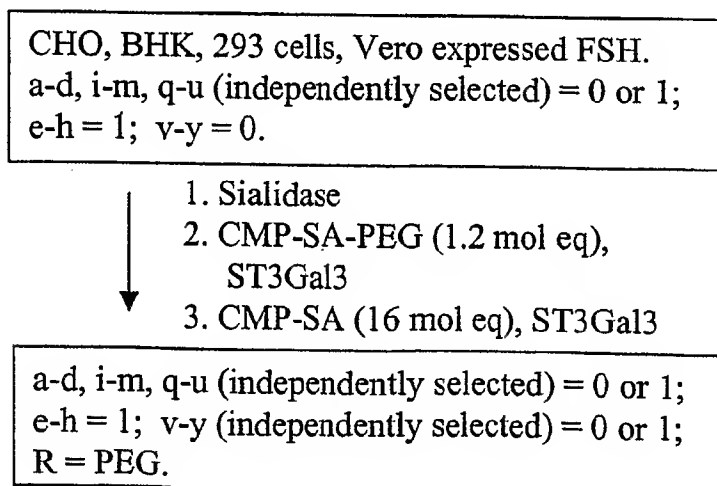 CHO, BHK, 293 cells, Vero expressed FSH.
a-d, i-m, q-u (independently selected) = 0 or 1;
e-h = 1; v-y = 0.
1. Sialidase
2. CMP-SA-PEG (1.2 mol eq),
ST3Gal3
3. CMP-SA (16 mol eq), ST3Gal3
a-d, i-m, q-u (independently selected) = 0 or 1;
e-h = 1; v-y (independently selected) = 0 or 1;
R = PEG.